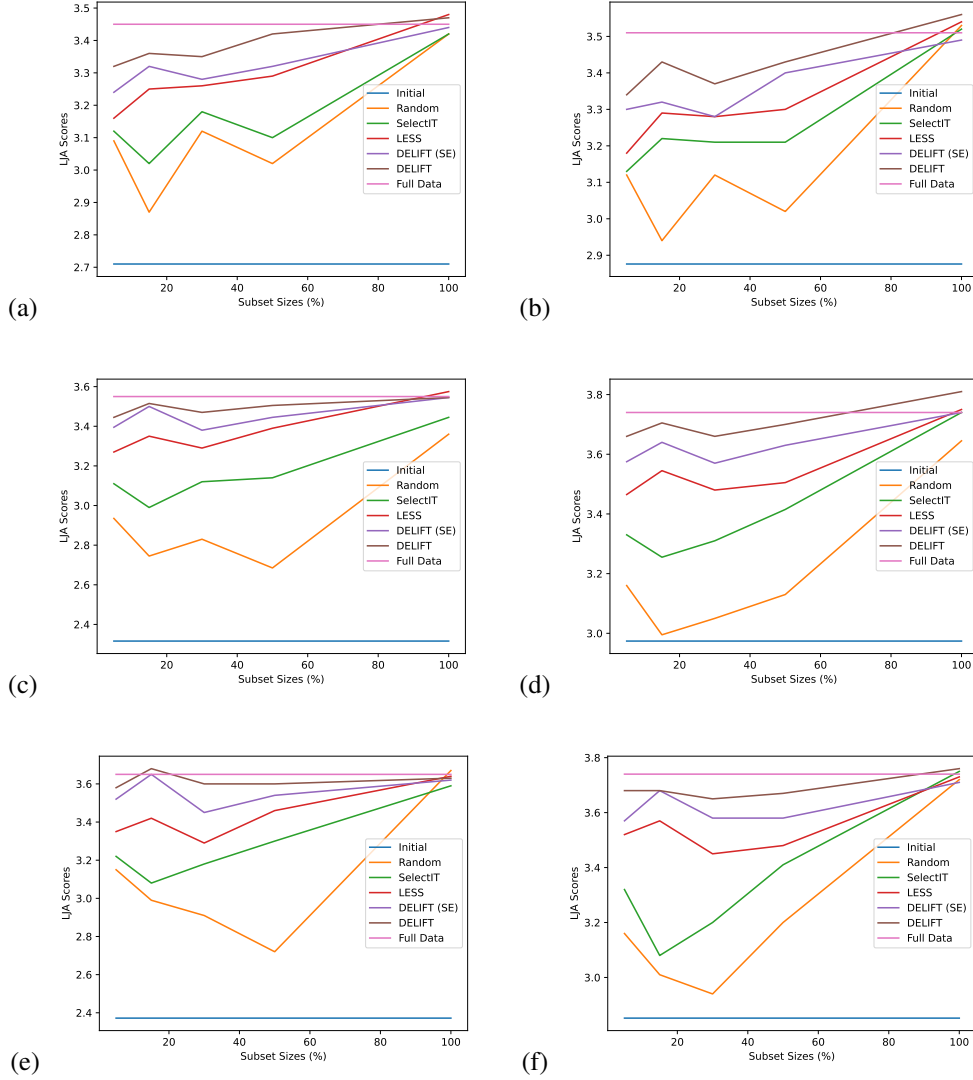 3.5
3.4
3.3
3.2
3.1
3.0
2.9
2.8
2.7
LJA Scores
Initial
Random
SelectIT
LESS
DELIFT (SE)
DELIFT
Full Data
20
40
60
80
100
Subset Sizes (%)
(a)
3.5
3.4
3.3
3.2
3.1
3.0
2.9
LJA Scores
Initial
Random
SelectIT
LESS
DELIFT (SE)
DELIFT
Full Data
20
40
60
80
100
Subset Sizes (%)
(b)
3.6
3.4
3.2
3.0
2.8
2.6
2.4
LJA Scores
Initial
Random
SelectIT
LESS
DELIFT (SE)
DELIFT
Full Data
20
40
60
80
100
Subset Sizes (%)
(c)
3.8
3.6
3.4
3.2
3.0
LJA Scores
Initial
Random
SelectIT
LESS
DELIFT (SE)
DELIFT
Full Data
20
40
60
80
100
Subset Sizes (%)
(d)
3.6
3.4
3.2
3.0
2.8
2.6
2.4
LJA Scores
Initial
Random
SelectIT
LESS
DELIFT (SE)
DELIFT
Full Data
20
40
60
80
100
Subset Sizes (%)
(e)
3.8
3.6
3.4
3.2
3.0
LJA Scores
Initial
Random
SelectIT
LESS
DELIFT (SE)
DELIFT
Full Data
20
40
60
80
100
Subset Sizes (%)
(f)